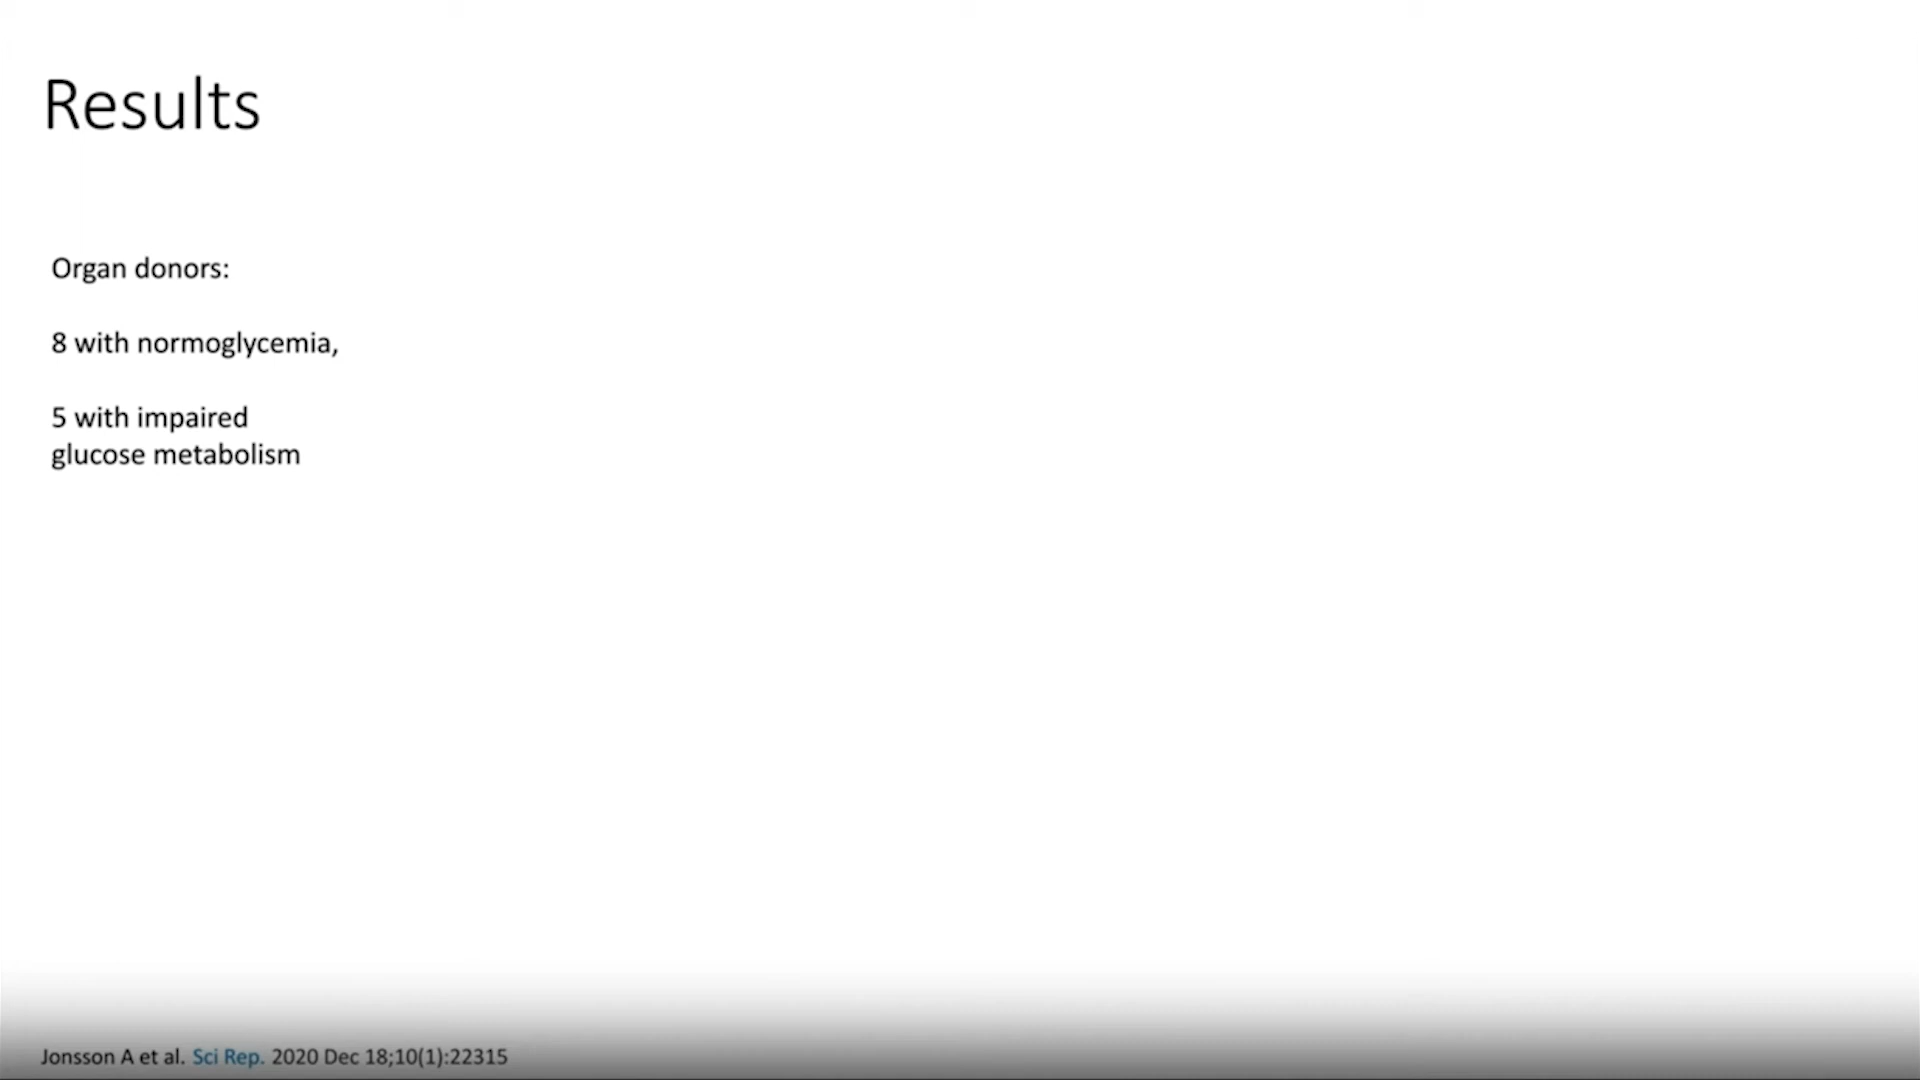 Results
Organ donors:
8 with normoglycemia,
5 with impaired
glucose metabolism
Jonsson A et al. Sci Rep. 2020 Dec 18;10(1):22315